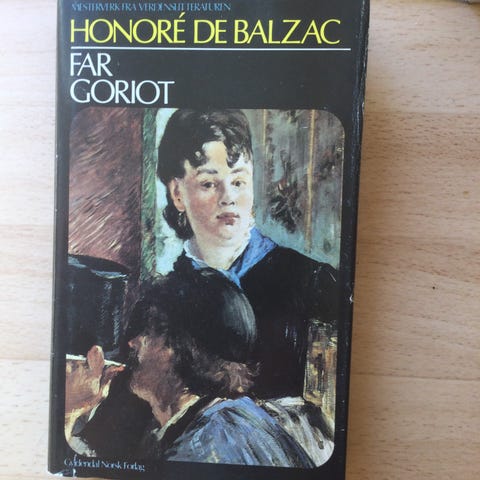 MESTERVERK FRA VERDENSLITTERATUREN
HONORÉ DE BALZAC
FAR
GORIOT
Gyldendal Norsk Forlag